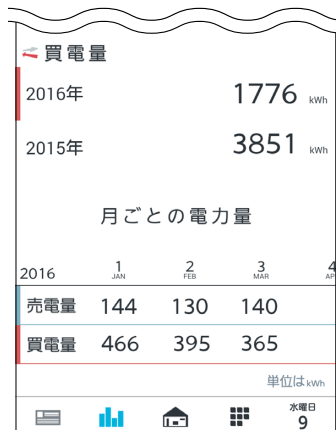 買電量
2016年 1776 kWh
2015年 3851 kWh
月ごとの電力量
2016 1 JAN 2 FEB 3 MAR 4 AP
売電量 144 130 140
買電量 466 395 365
単位は kWh
水曜日
9